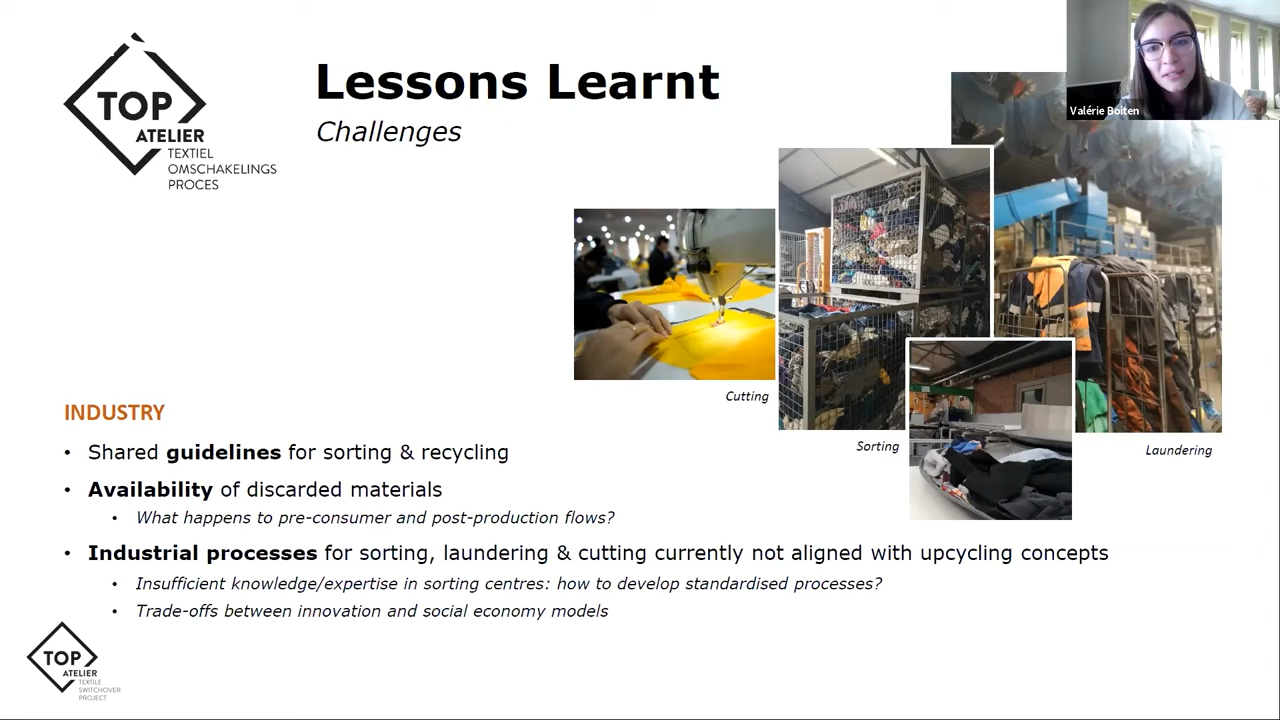 TOP
ATELIER
TEXTIEL
OMSCHAKELINGS
PROCES
Lessons Learnt
Challenges
Valérie Boiten
Cutting
Sorting
Laundering
INDUSTRY
• Shared guidelines for sorting & recycling
• Availability of discarded materials
• What happens to pre-consumer and post-production flows?
• Industrial processes for sorting, laundering & cutting currently not aligned with upcycling concepts
• Insufficient knowledge/expertise in sorting centres: how to develop standardised processes?
• Trade-offs between innovation and social economy models
TOP
ATELIER
TEXTILE
SWITCHOVER
PROJECT